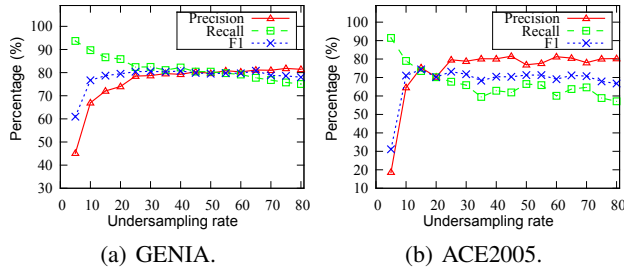 Precision
Recall
F1
100
90
80
70
60
50
40
30
0 10 20 30 40 50 60 70 80
Percentage (%)
Undersampling rate
(a) GENIA.
Precision
Recall
F1
100
90
80
70
60
50
40
30
20
10
0 10 20 30 40 50 60 70 80
Percentage (%)
Undersampling rate
(b) ACE2005.